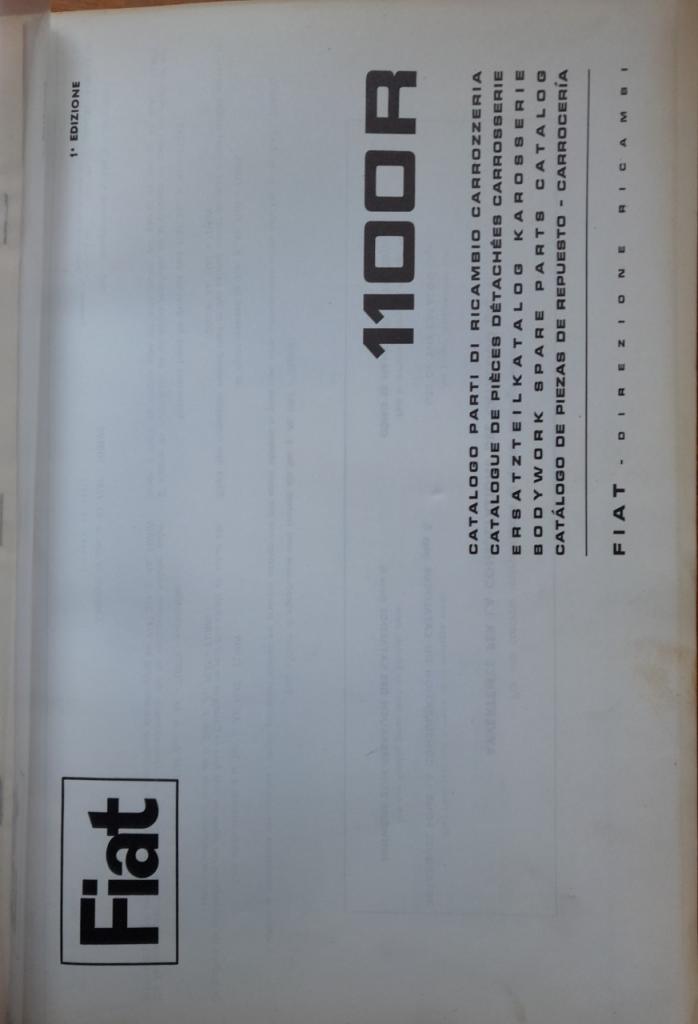 Fiat
1ª EDIZIONE
1100R
CATALOGO PARTI DI RICAMBIO CARROZZERIA
CATALOGUE DE PIÈCES DÉTACHÉES CARROSSERIE
ERSATZTEILKATALOG KAROSSERIE
BODYWORK SPARE PARTS CATALOG
CATÁLOGO DE PIEZAS DE REPUESTO - CARROCERÍA
FIAT - DIREZIONE RICAMBI